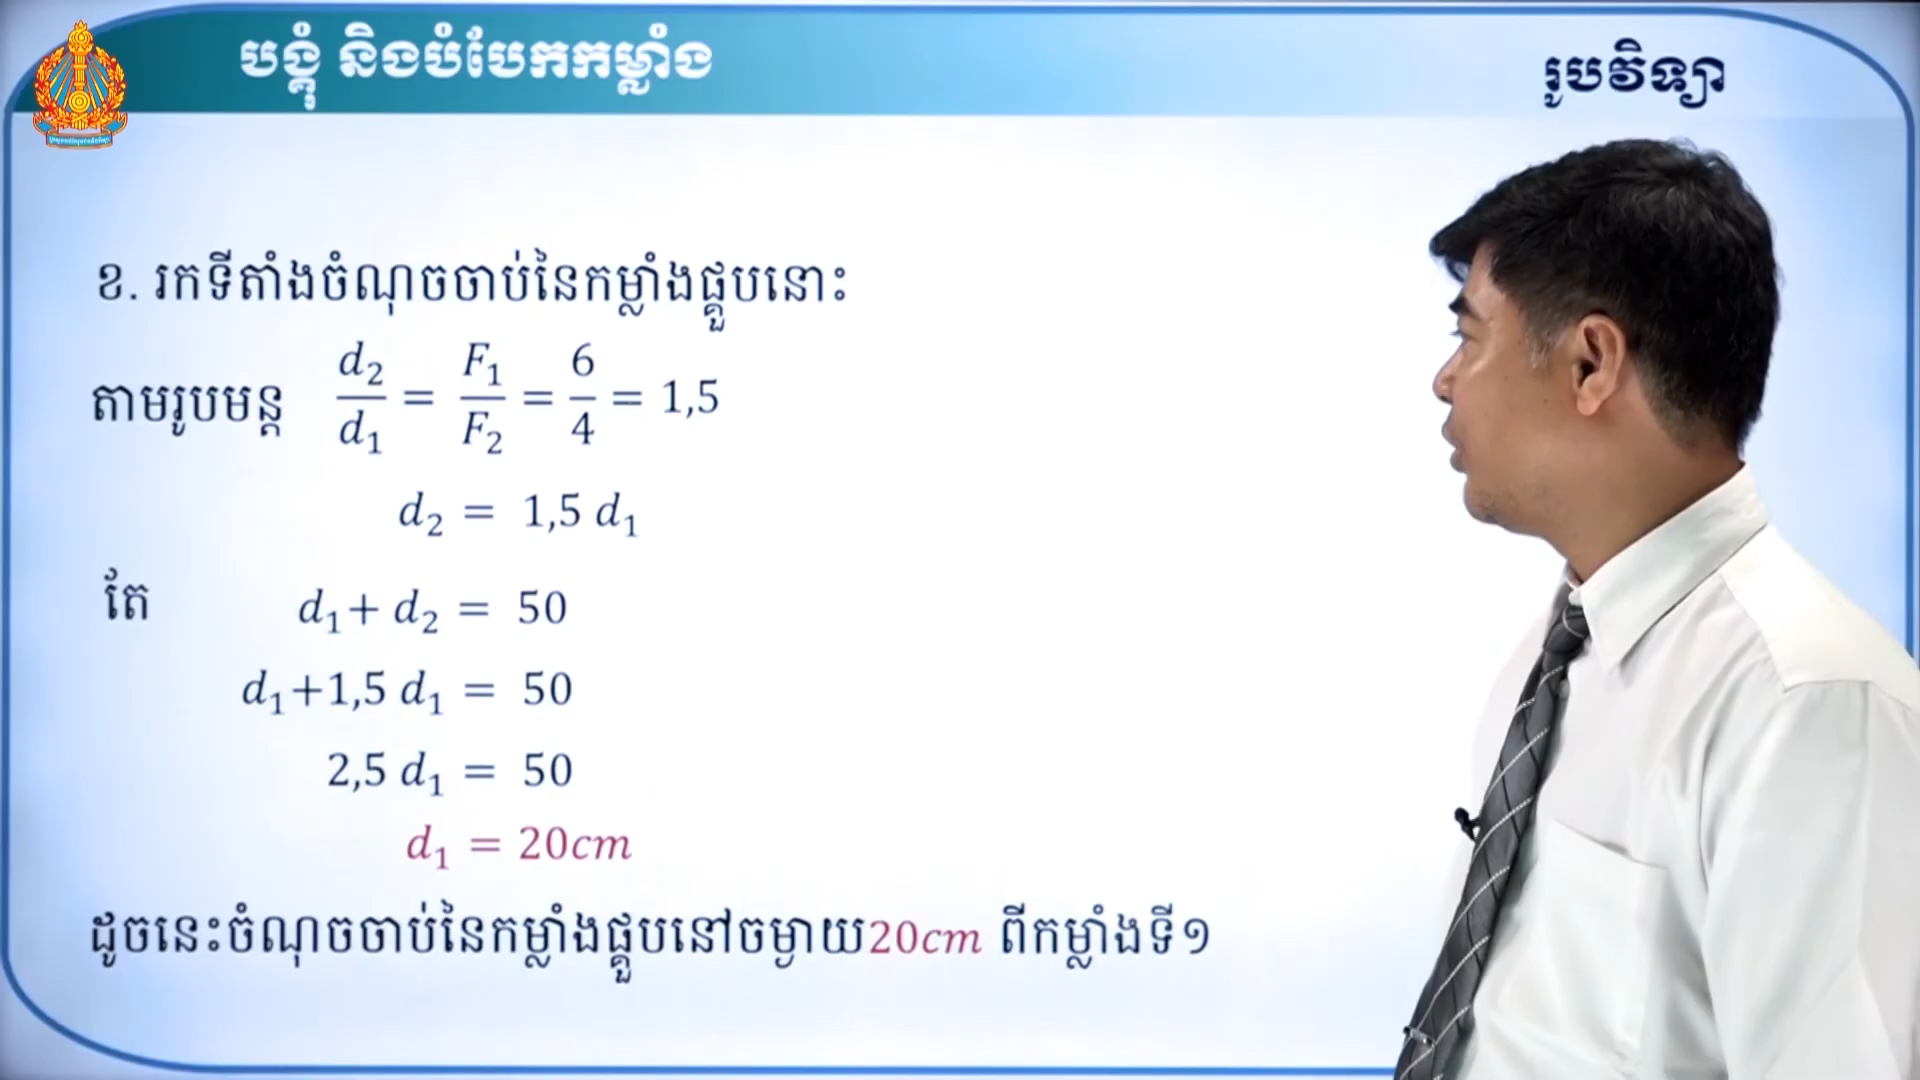 បង្គុំ និងបំបែកកម្លាំង
រូបវិទ្យា
ខ. រកទីតាំងចំណុចចាប់នៃកម្លាំងផ្គួបនោះ
តាមរូបមន្ត d₂/d₁ = F₁/F₂ = 6/4 = 1,5
d₂ = 1,5 d₁
តែ d₁+ d₂ = 50
d₁+1,5 d₁ = 50
2,5 d₁ = 50
d₁ = 20cm
ដូចនេះចំណុចចាប់នៃកម្លាំងផ្គួបនៅចម្ងាយ20cm ពីកម្លាំងទី១